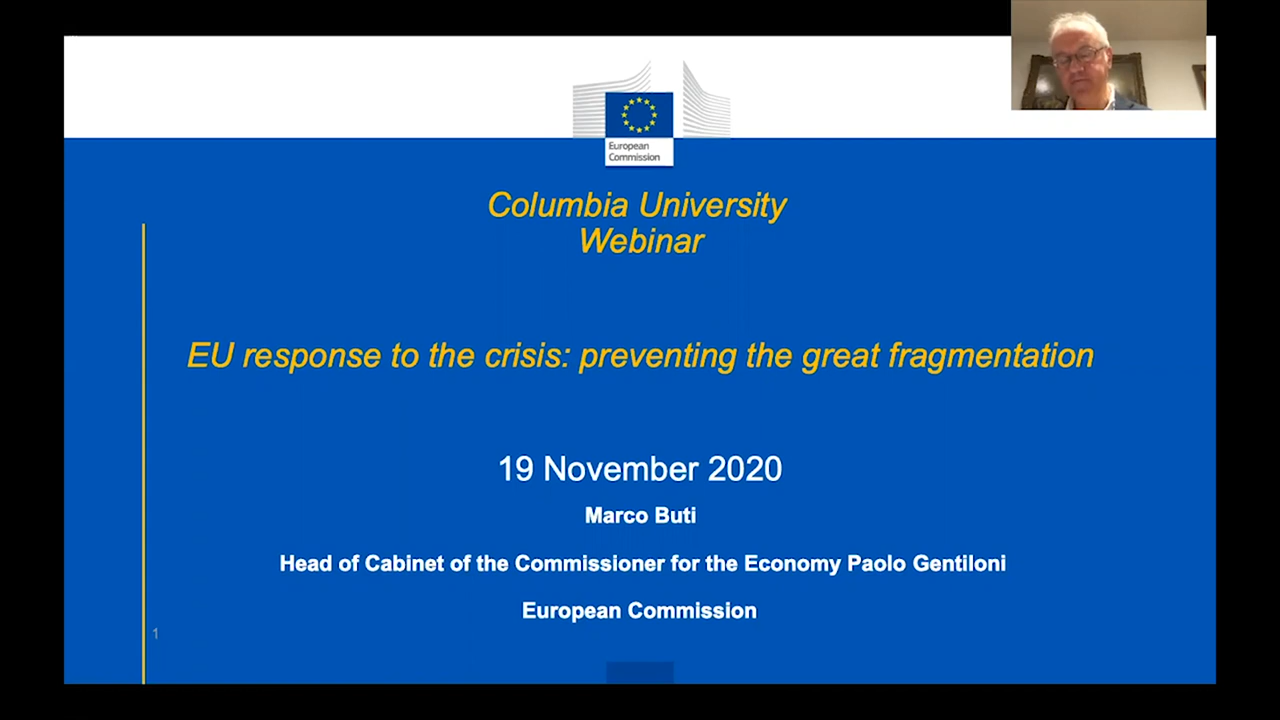 European
Commission
Columbia University
Webinar
EU response to the crisis: preventing the great fragmentation
19 November 2020
Marco Buti
Head of Cabinet of the Commissioner for the Economy Paolo Gentiloni
European Commission
1